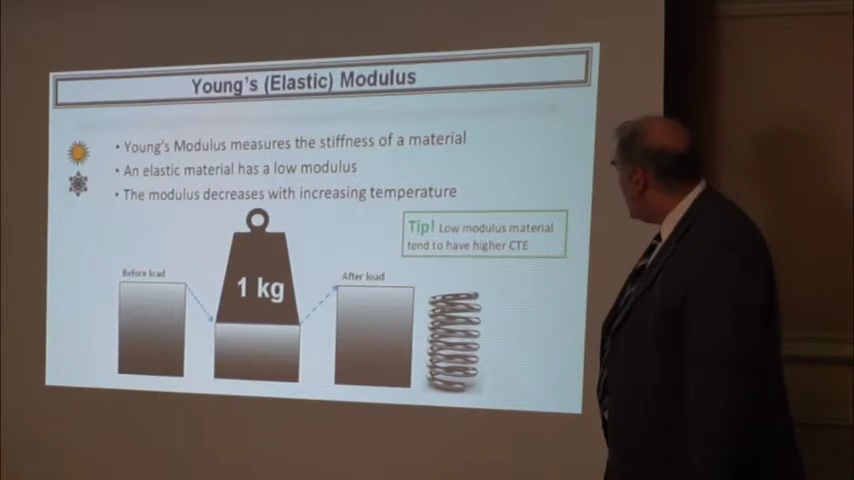 Young's (Elastic) Modulus
• Young's Modulus measures the stiffness of a material
• An elastic material has a low modulus
• The modulus decreases with increasing temperature
Tip! Low modulus material
tend to have higher CTE
Before load
1 kg
After load